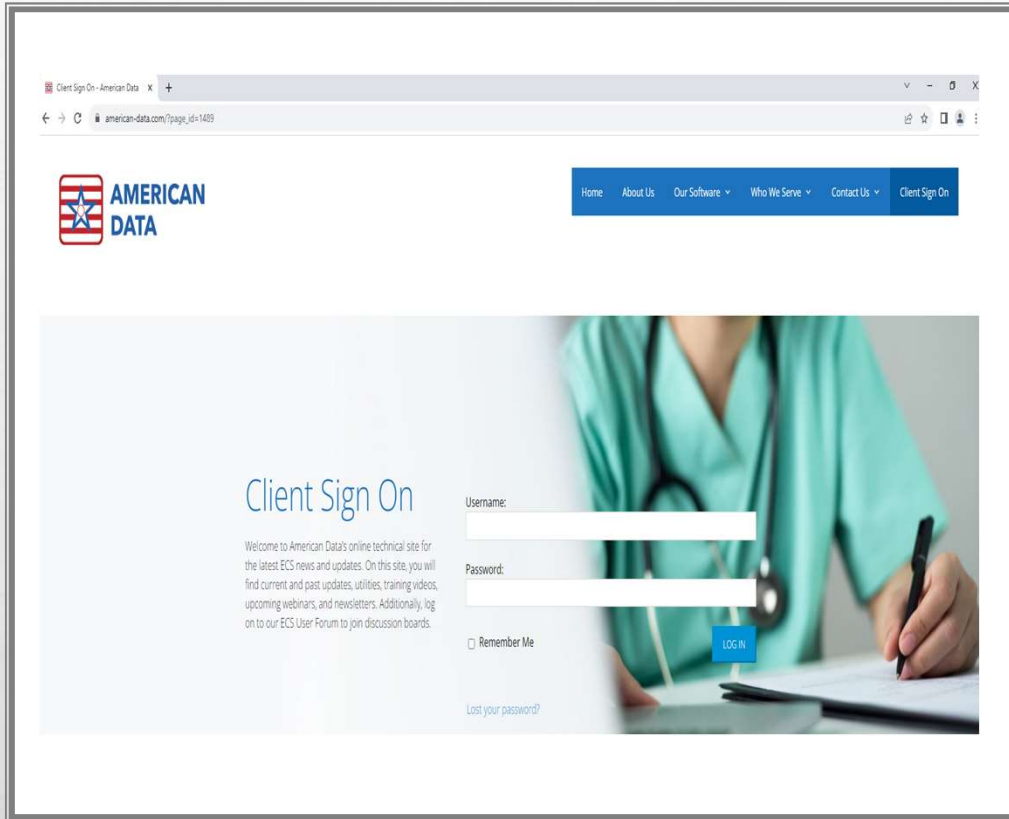 Client Sign On - American Data
american-data.com/?page_id=1489
AMERICAN
DATA
Home About Us Our Software Who We Serve Contact Us Client Sign On
Client Sign On
Welcome to American Data's online technical site for
the latest ECS news and updates. On this site, you will
find current and past updates, utilities, training videos,
upcoming webinars, and newsletters. Additionally, log
on to our ECS User Forum to join discussion boards.
Username:
Password:
Remember Me
LOG IN
Lost your password?